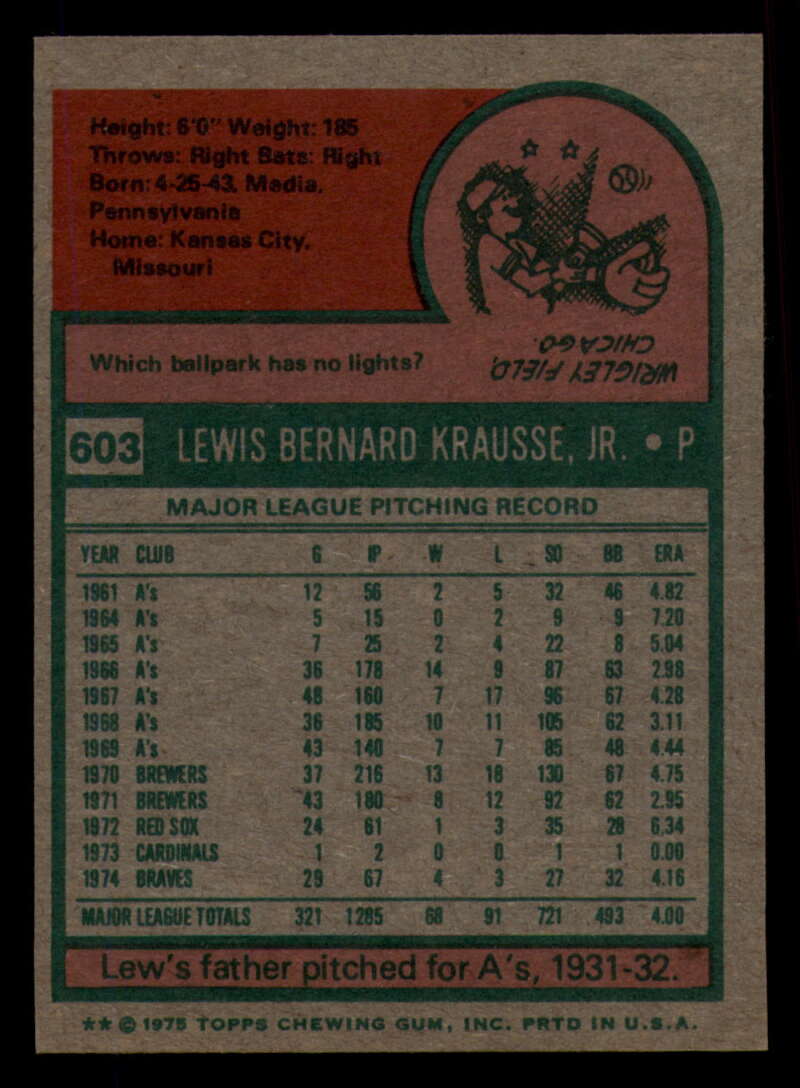 Height: 6'0" Weight: 185
Throws: Right Bats: Right
Born: 4-25-43, Media,
Pennsylvania
Home: Kansas City,
Missouri
Which ballpark has no lights?
WRIGLEY FIELD,
CHICAGO.
603 LEWIS BERNARD KRAUSSE, JR. • P
MAJOR LEAGUE PITCHING RECORD
YEAR CLUB G IP W L SO BB ERA
1961 A's 12 56 2 5 32 46 4.82
1964 A's 5 15 0 2 9 9 7.20
1965 A's 7 25 2 4 22 8 5.04
1966 A's 36 178 14 9 87 63 2.98
1967 A's 48 160 7 17 96 67 4.28
1968 A's 36 185 10 11 105 62 3.11
1969 A's 43 140 7 7 85 48 4.44
1970 BREWERS 37 216 13 18 130 67 4.75
1971 BREWERS 43 180 8 12 92 62 2.95
1972 RED SOX 24 61 1 3 35 28 6.34
1973 CARDINALS 1 2 0 0 1 1 0.00
1974 BRAVES 29 67 4 3 27 32 4.16
MAJOR LEAGUE TOTALS 321 1285 68 91 721 493 4.00
Lew's father pitched for A's, 1931-32.
** © 1975 TOPPS CHEWING GUM, INC. PRTD IN U.S.A.